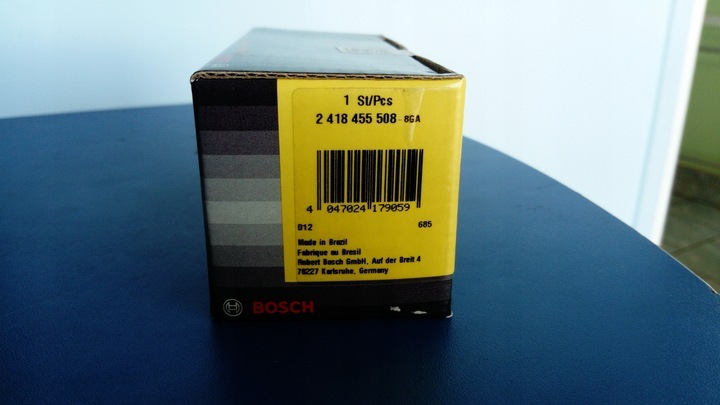 1 St/Pcs
2 418 455 508-8GA
4 047024 179059
912 685
Made in Brazil
Fabrique au Bresil
Robert Bosch GmbH, Auf der Breit 4
76227 Karlsruhe, Germany
BOSCH